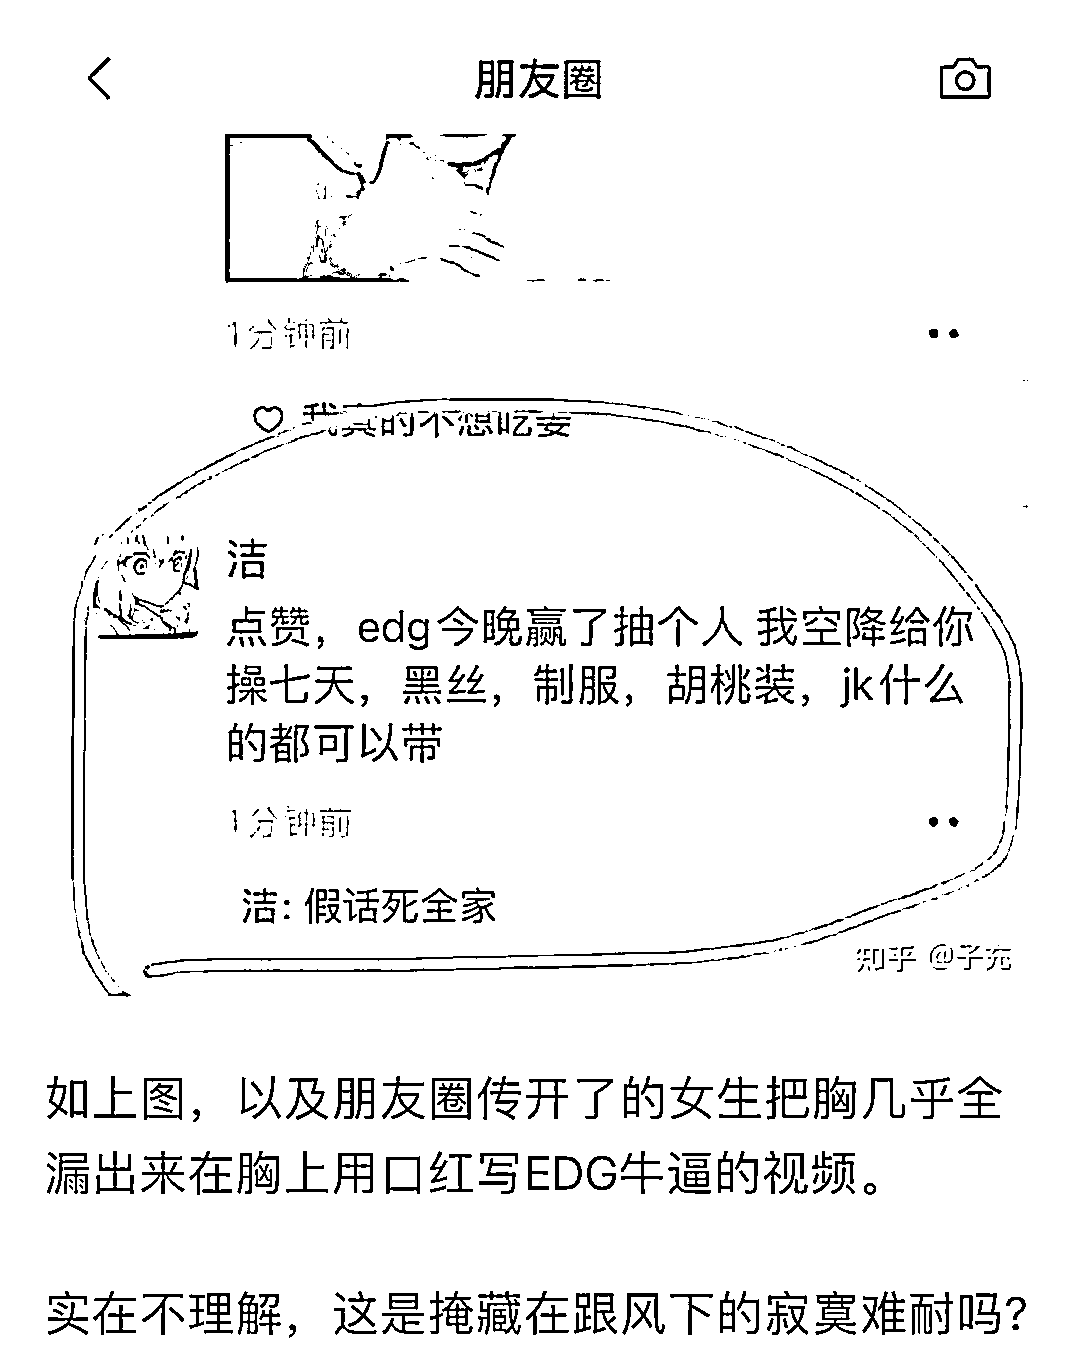 朋友圈
1分钟前
我真的不想吃姜
洁
点赞，edg今晚赢了抽个人 我空降给你
操七天，黑丝，制服，胡桃装，jk什么
的都可以带
1分钟前
洁: 假话死全家
知乎 @子充
如上图，以及朋友圈传开了的女生把胸几乎全
漏出来在胸上用口红写EDG牛逼的视频。
实在不理解，这是掩藏在跟风下的寂寞难耐吗?